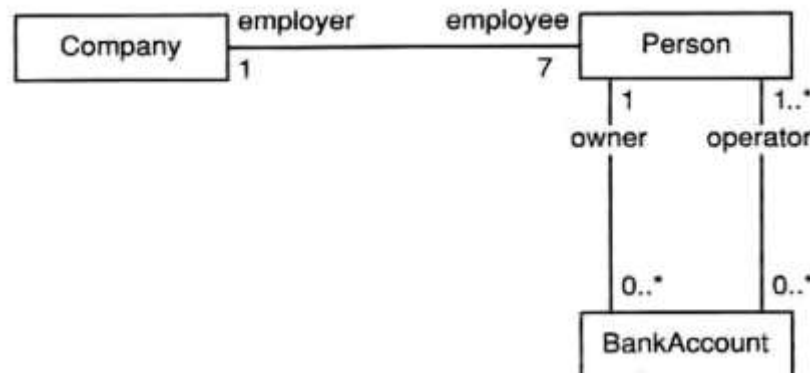 employer employee
Company Person
1 7
1 1..*
owner operator
0..* 0..*
BankAccount